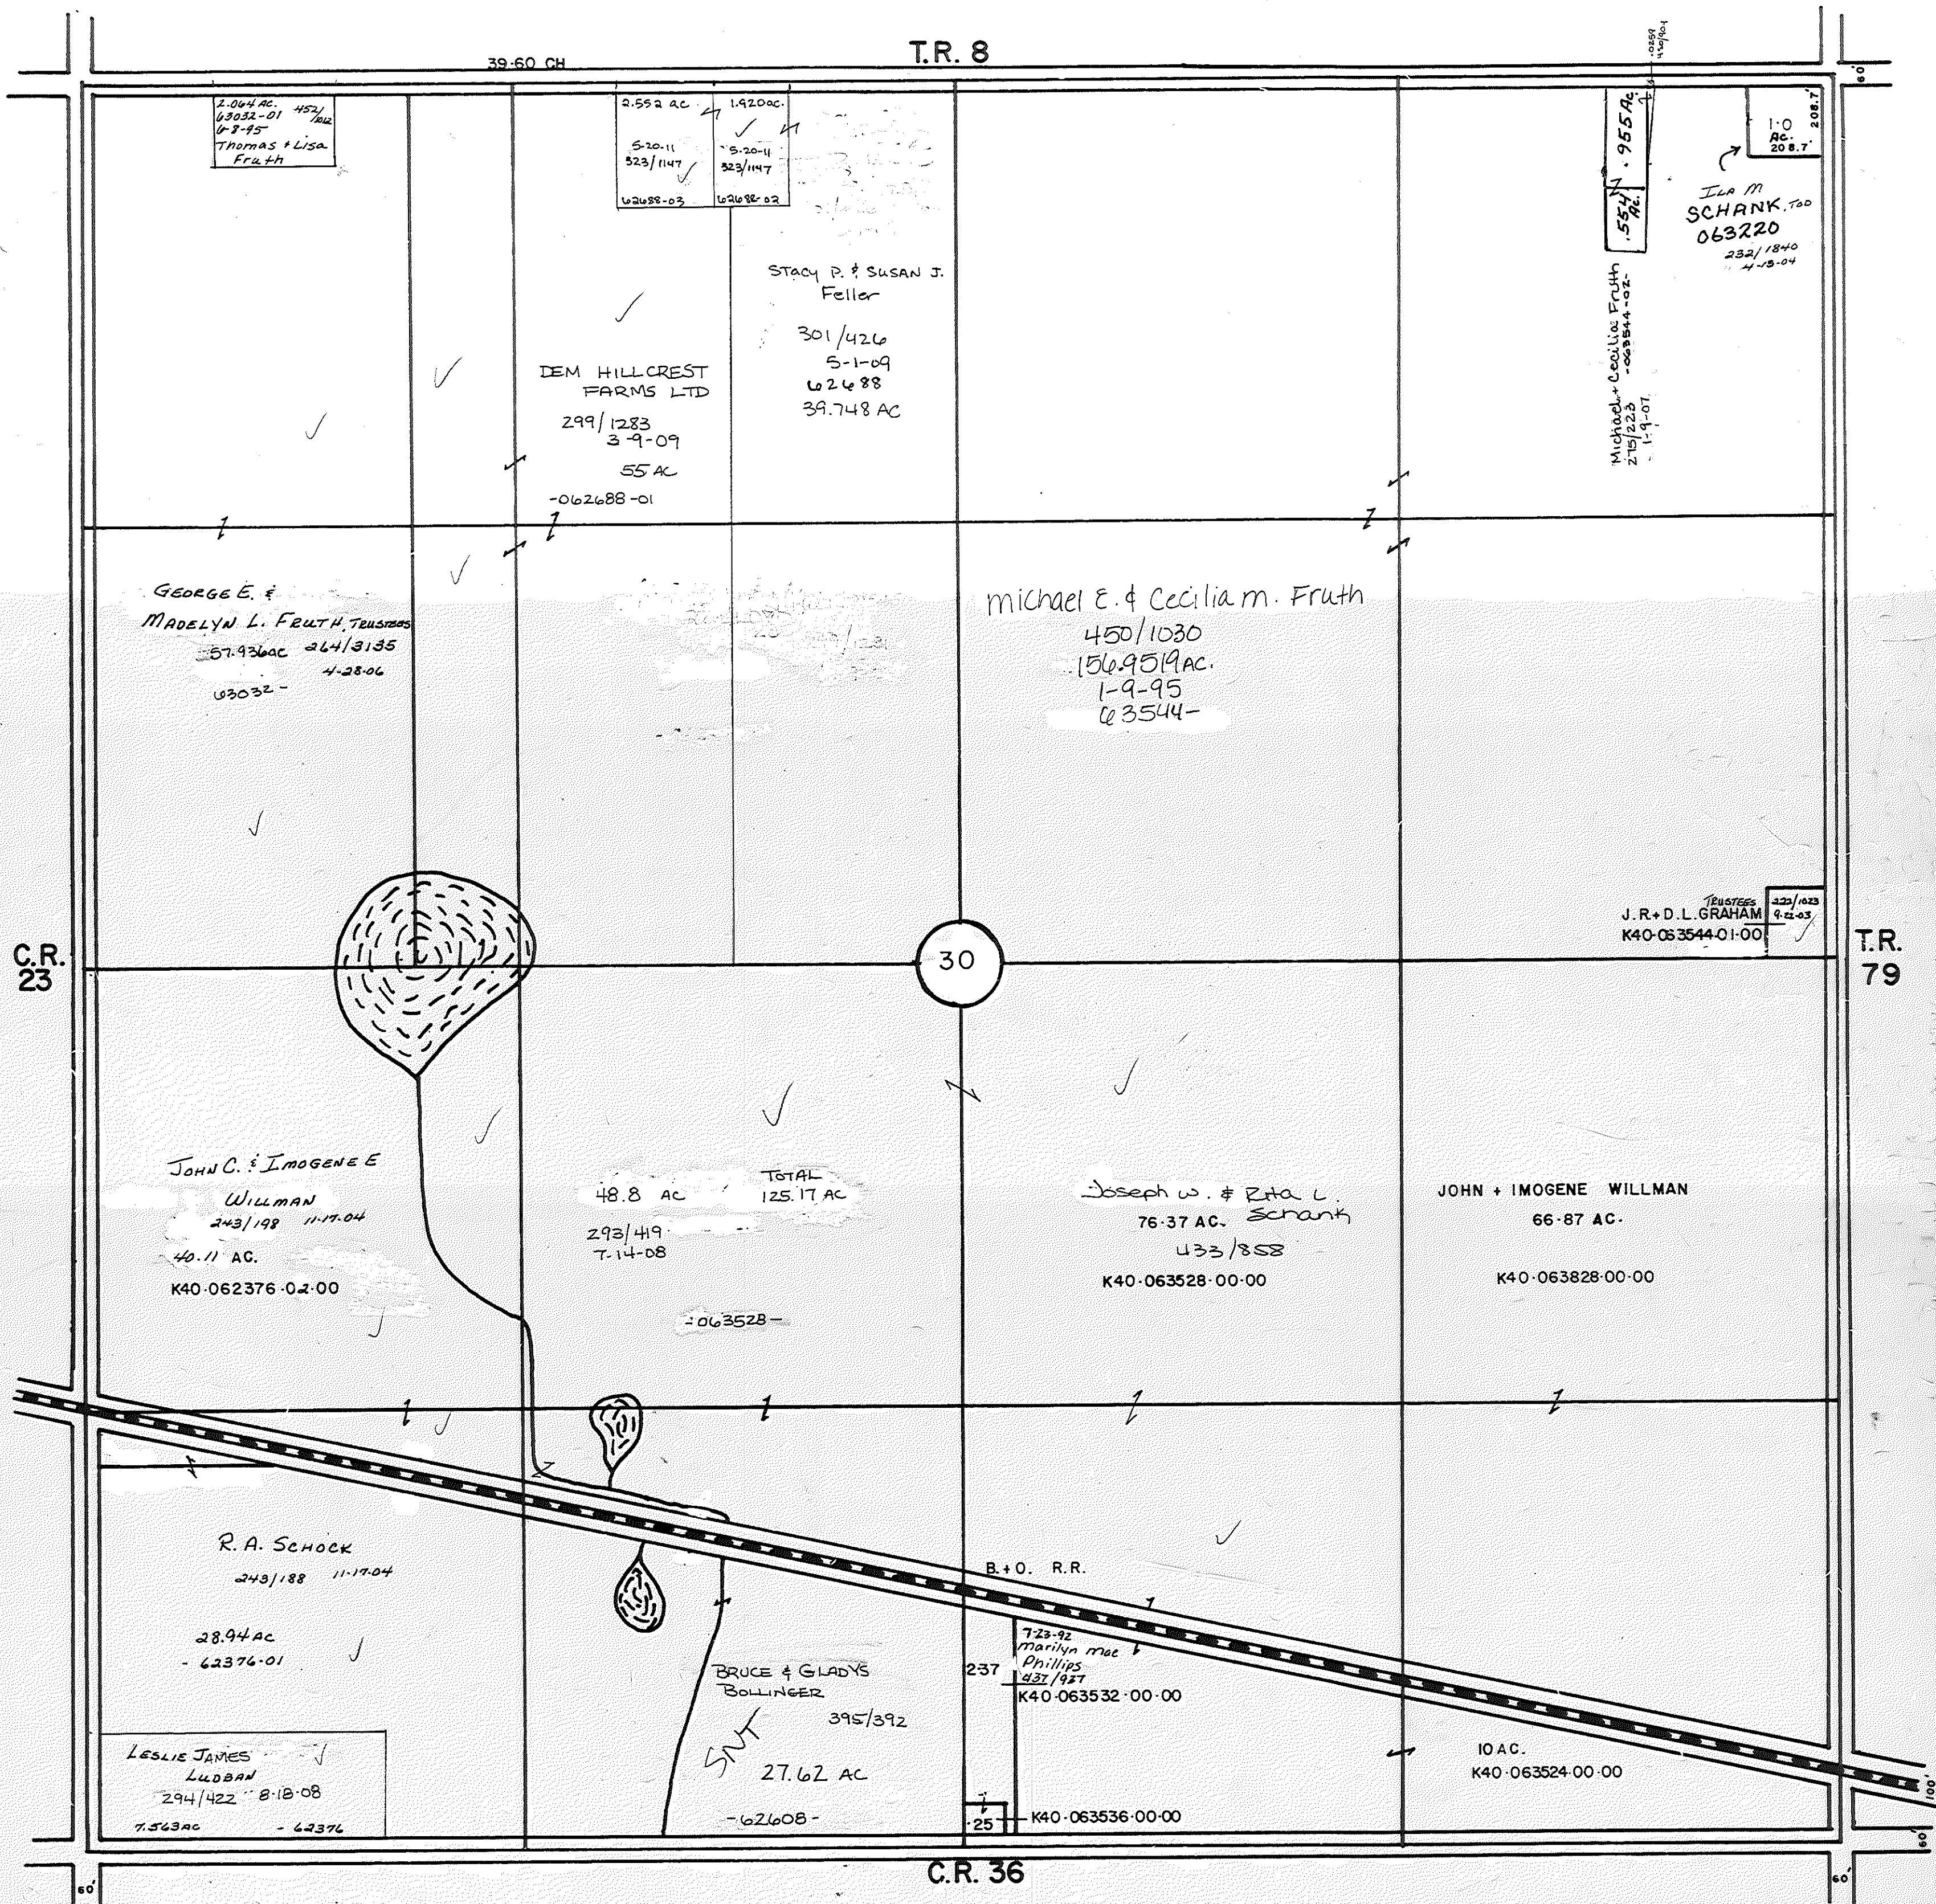 T.R. 8
39.60 CH
60'
2.064 AC.
63032-01 452/1012
6-8-95
Thomas + Lisa
Fruth
2.552 ac
5-20-11
323/1147
62688-03
1.920ac.
5-20-11
323/1147
62688-02
.0259
450/901
.955 Ac
.554 Ac.
1.0
AC.
208.7'
208.7'
ILA M
SCHANK, TOD
063220
232/1840
4-13-04
Michael + Cecilia Fruth
275/223 -063544-02-
1-9-07
STACY P. & SUSAN J.
Feller
301/426
5-1-09
62688
39.748 AC
DEM HILLCREST
FARMS LTD
299/1283
3-9-09
55 AC
-062688-01
GEORGE E. &
MADELYN L. FRUTH, TRUSTEES
57.936ac 264/3135
4-28-06
63032-
michael E. & Cecilia m. Fruth
450/1030
156.9519 AC.
1-9-95
63544-
TRUSTEES
J.R.+D.L.GRAHAM
K40-063544-01-00
222/1023
9-22-03
C.R.
23
30
T.R.
79
JOHN C. & IMOGENE E
WILLMAN
243/198 11-17-04
40.11 AC.
K40-062376-02-00
48.8 AC
TOTAL
125.17 AC
293/419
7-14-08
-063528-
Joseph W. & Rita L.
Schank
76.37 AC.
433/858
K40-063528-00-00
JOHN + IMOGENE WILLMAN
66.87 AC.
K40-063828-00-00
R. A. SCHOCK
243/188 11-17-04
28.94 AC
- 62376-01
B.+O. R.R.
BRUCE & GLADYS
BOLLINGER
395/392
SNT
27.62 AC
-62608-
237
7-23-92
marilyn mae
Phillips
437/937
K40-063532-00-00
10 AC.
K40-063524-00-00
LESLIE JAMES
LUDBAN
294/422 8-18-08
7.563AC - 62376
.25
K40-063536-00-00
100'
60'
C.R. 36
60'
60'